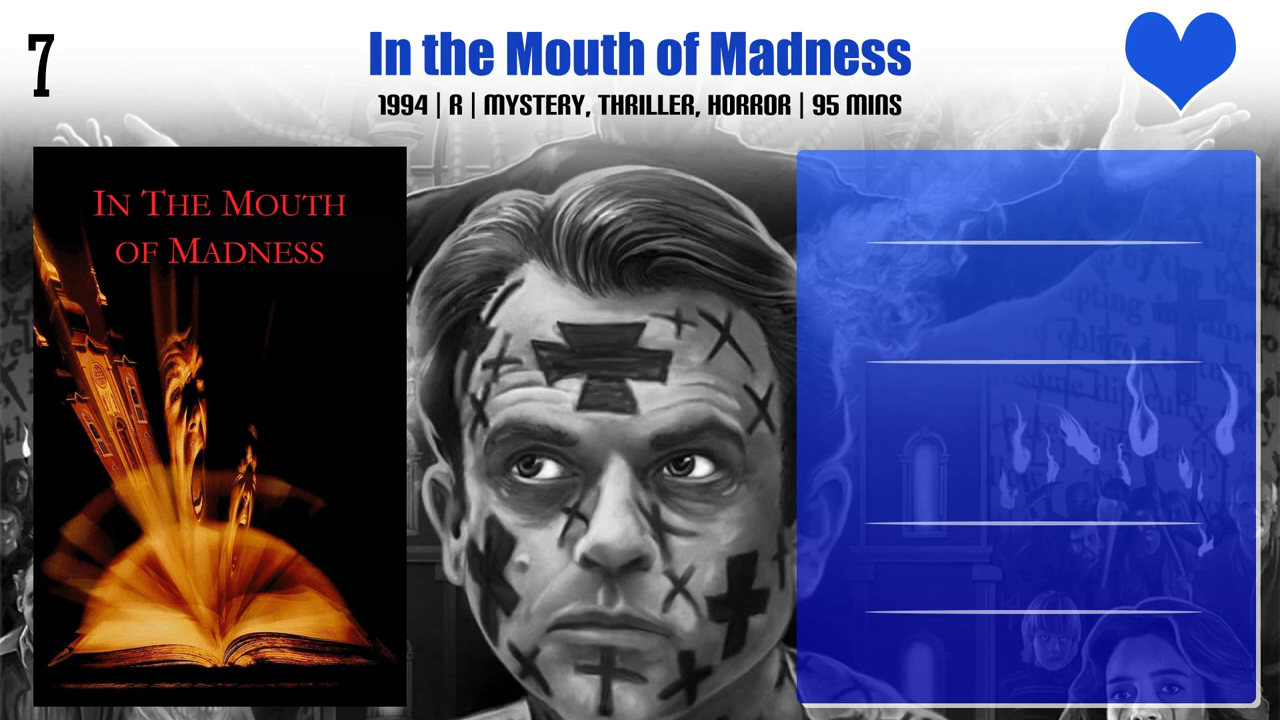 7
In the Mouth of Madness
1994 | R | MYSTERY, THRILLER, HORROR | 95 MINS
IN THE MOUTH
OF MADNESS